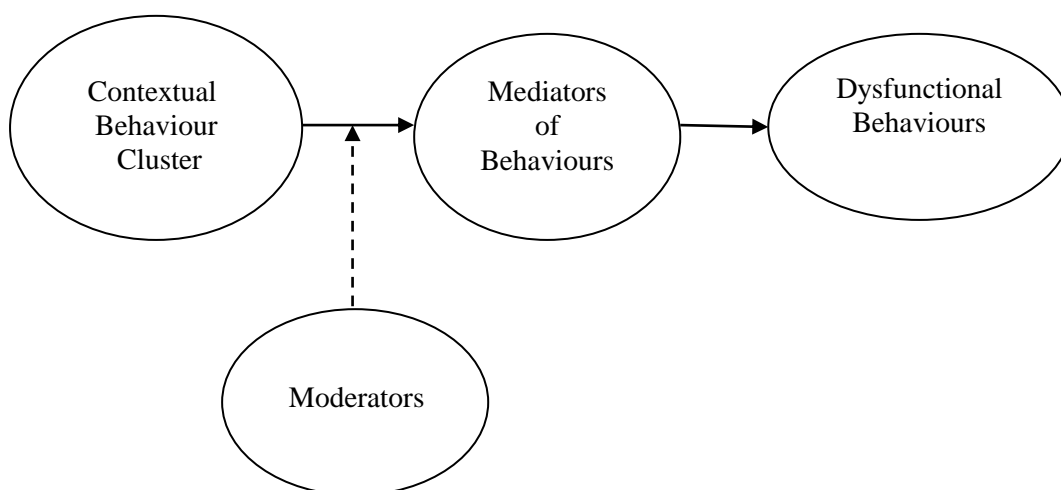 Contextual
Behaviour
Cluster
Mediators
of
Behaviours
Dysfunctional
Behaviours
Moderators